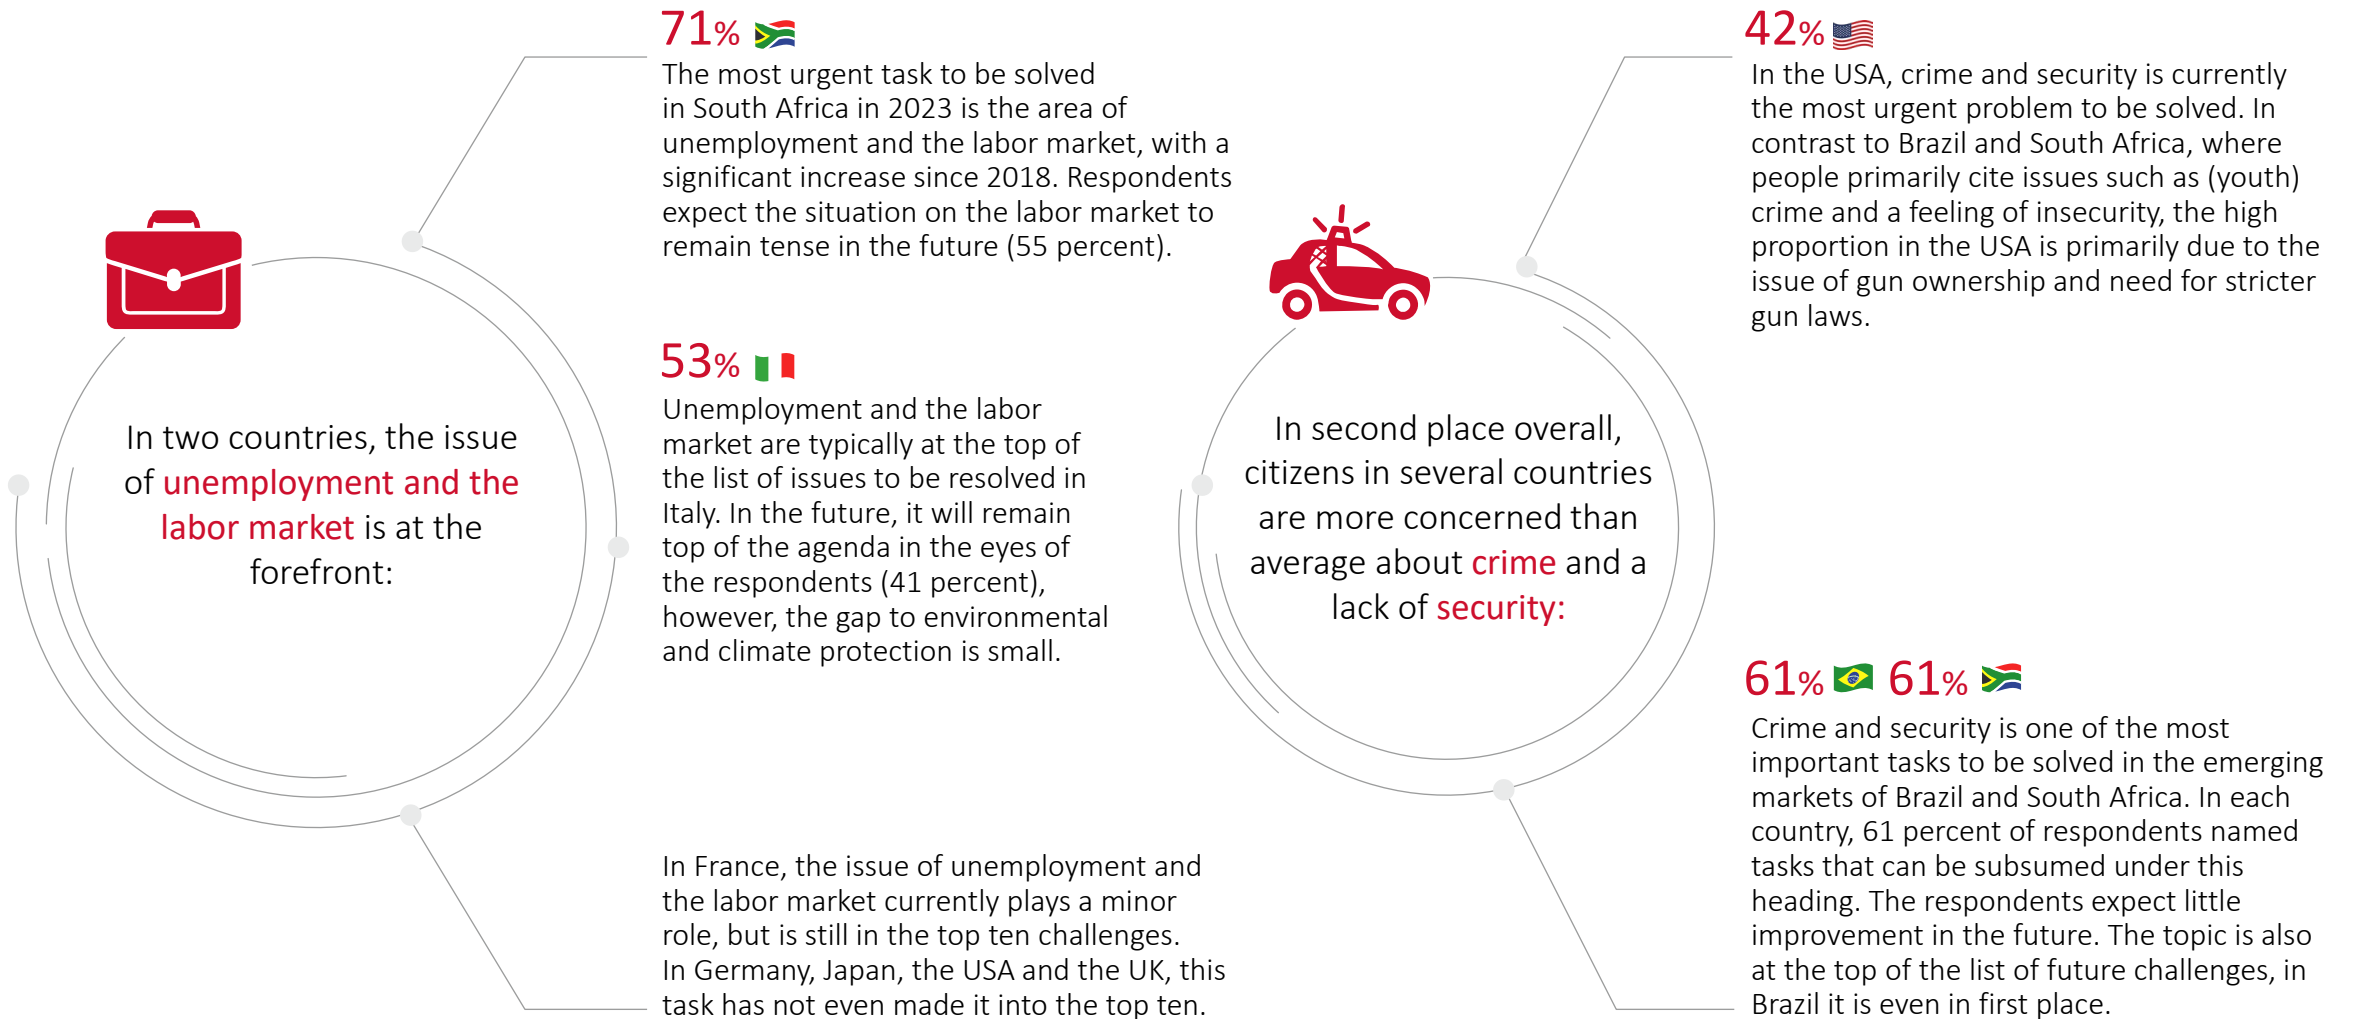 In two countries, the issue
of unemployment and the
labor market is at the
forefront:
71%
The most urgent task to be solved
in South Africa in 2023 is the area of
unemployment and the labor market, with a
significant increase since 2018. Respondents
expect the situation on the labor market to
remain tense in the future (55 percent).
53%
Unemployment and the labor
market are typically at the top of
the list of issues to be resolved in
Italy. In the future, it will remain
top of the agenda in the eyes of
the respondents (41 percent),
however, the gap to environmental
and climate protection is small.
In France, the issue of unemployment and
the labor market currently plays a minor
role, but is still in the top ten challenges.
In Germany, Japan, the USA and the UK, this
task has not even made it into the top ten.
In second place overall,
citizens in several countries
are more concerned than
average about crime and a
lack of security:
42%
In the USA, crime and security is currently
the most urgent problem to be solved. In
contrast to Brazil and South Africa, where
people primarily cite issues such as (youth)
crime and a feeling of insecurity, the high
proportion in the USA is primarily due to the
issue of gun ownership and need for stricter
gun laws.
61% 61%
Crime and security is one of the most
important tasks to be solved in the emerging
markets of Brazil and South Africa. In each
country, 61 percent of respondents named
tasks that can be subsumed under this
heading. The respondents expect little
improvement in the future. The topic is also
at the top of the list of future challenges, in
Brazil it is even in first place.